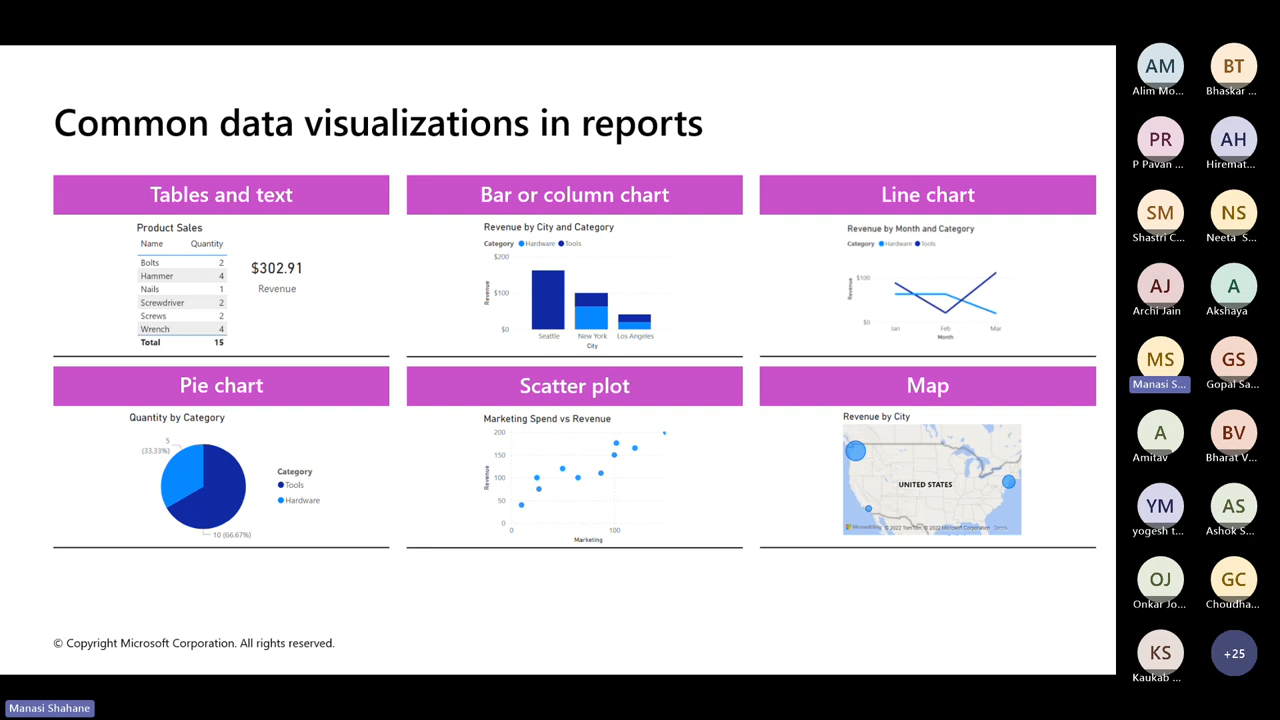 Common data visualizations in reports
Tables and text
Product Sales
Name Quantity
Bolts 2
Hammer 4
Nails 1
Screwdriver 2
Screws 2
Wrench 4
Total 15
$302.91
Revenue
Bar or column chart
Revenue by City and Category
Category Hardware Tools
$200
$100
$0
Revenue
Seattle New York Los Angeles
City
Line chart
Revenue by Month and Category
Category Hardware Tools
$100
$0
Revenue
Jan Feb Mar
Month
Pie chart
Quantity by Category
5
(33.33%)
10 (66.67%)
Category
Tools
Hardware
Scatter plot
Marketing Spend vs Revenue
200
150
100
50
0
Revenue
0 100
Marketing
Map
Revenue by City
UNITED STATES
Microsoft Bing
© 2022 TomTom, © 2022 Microsoft Corporation Terms
© Copyright Microsoft Corporation. All rights reserved.
AM BT
Alim Mo... Bhaskar ...
PR AH
P Pavan ... Hiremat...
SM NS
Shastri C... Neeta S...
AJ A
Archi Jain Akshaya
MS GS
Manasi S... Gopal Sa...
A BV
Amitav Bharat V...
YM AS
yogesh t... Ashok S...
OJ GC
Onkar Jo... Choudha...
KS +25
Kaukab ...
Manasi Shahane